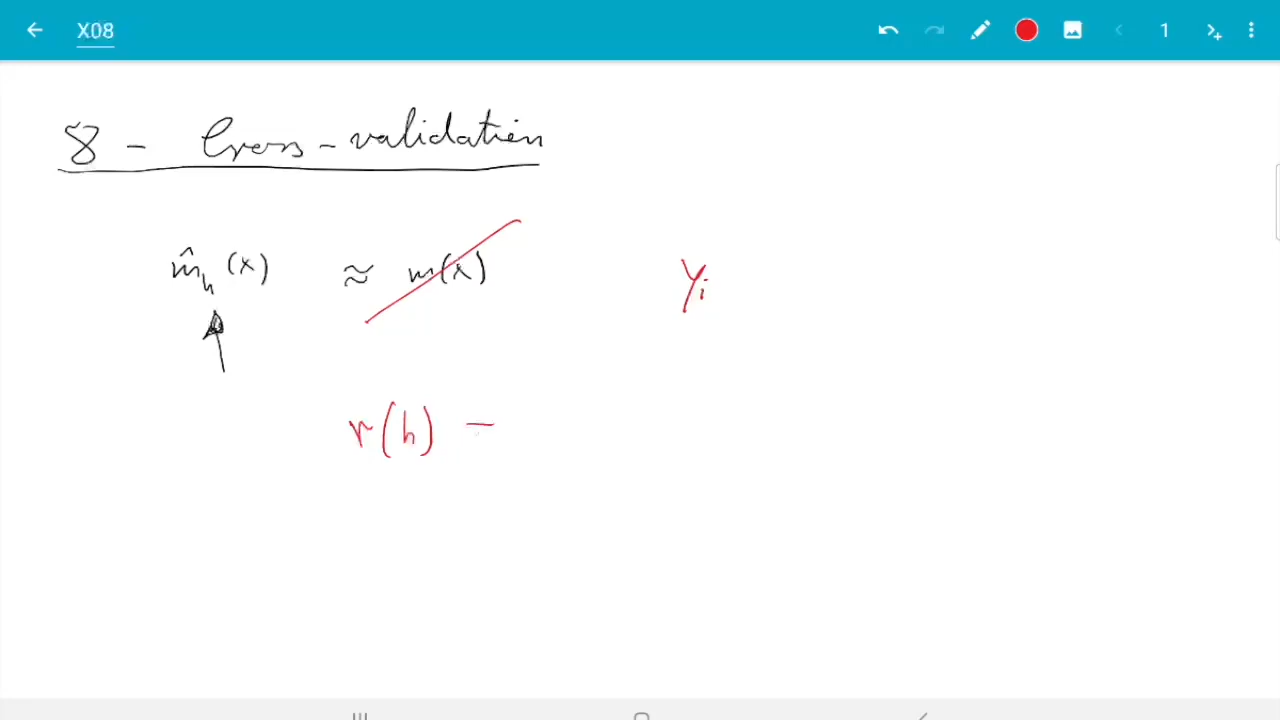 X08
1
8 - Cross-validation
m̂ₕ(x) ≈ m(x) Yᵢ
r(h) =